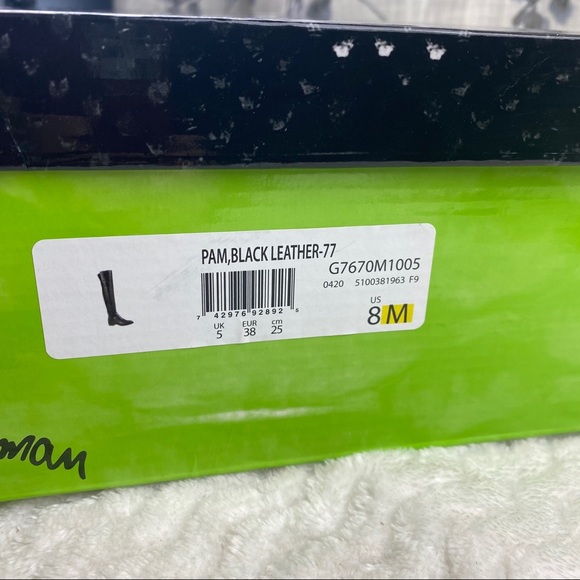 PAM,BLACK LEATHER-77
G7670M1005
0420 5100381963 F9
7 42976 92892 5
UK EUR cm
5 38 25
US
8 M